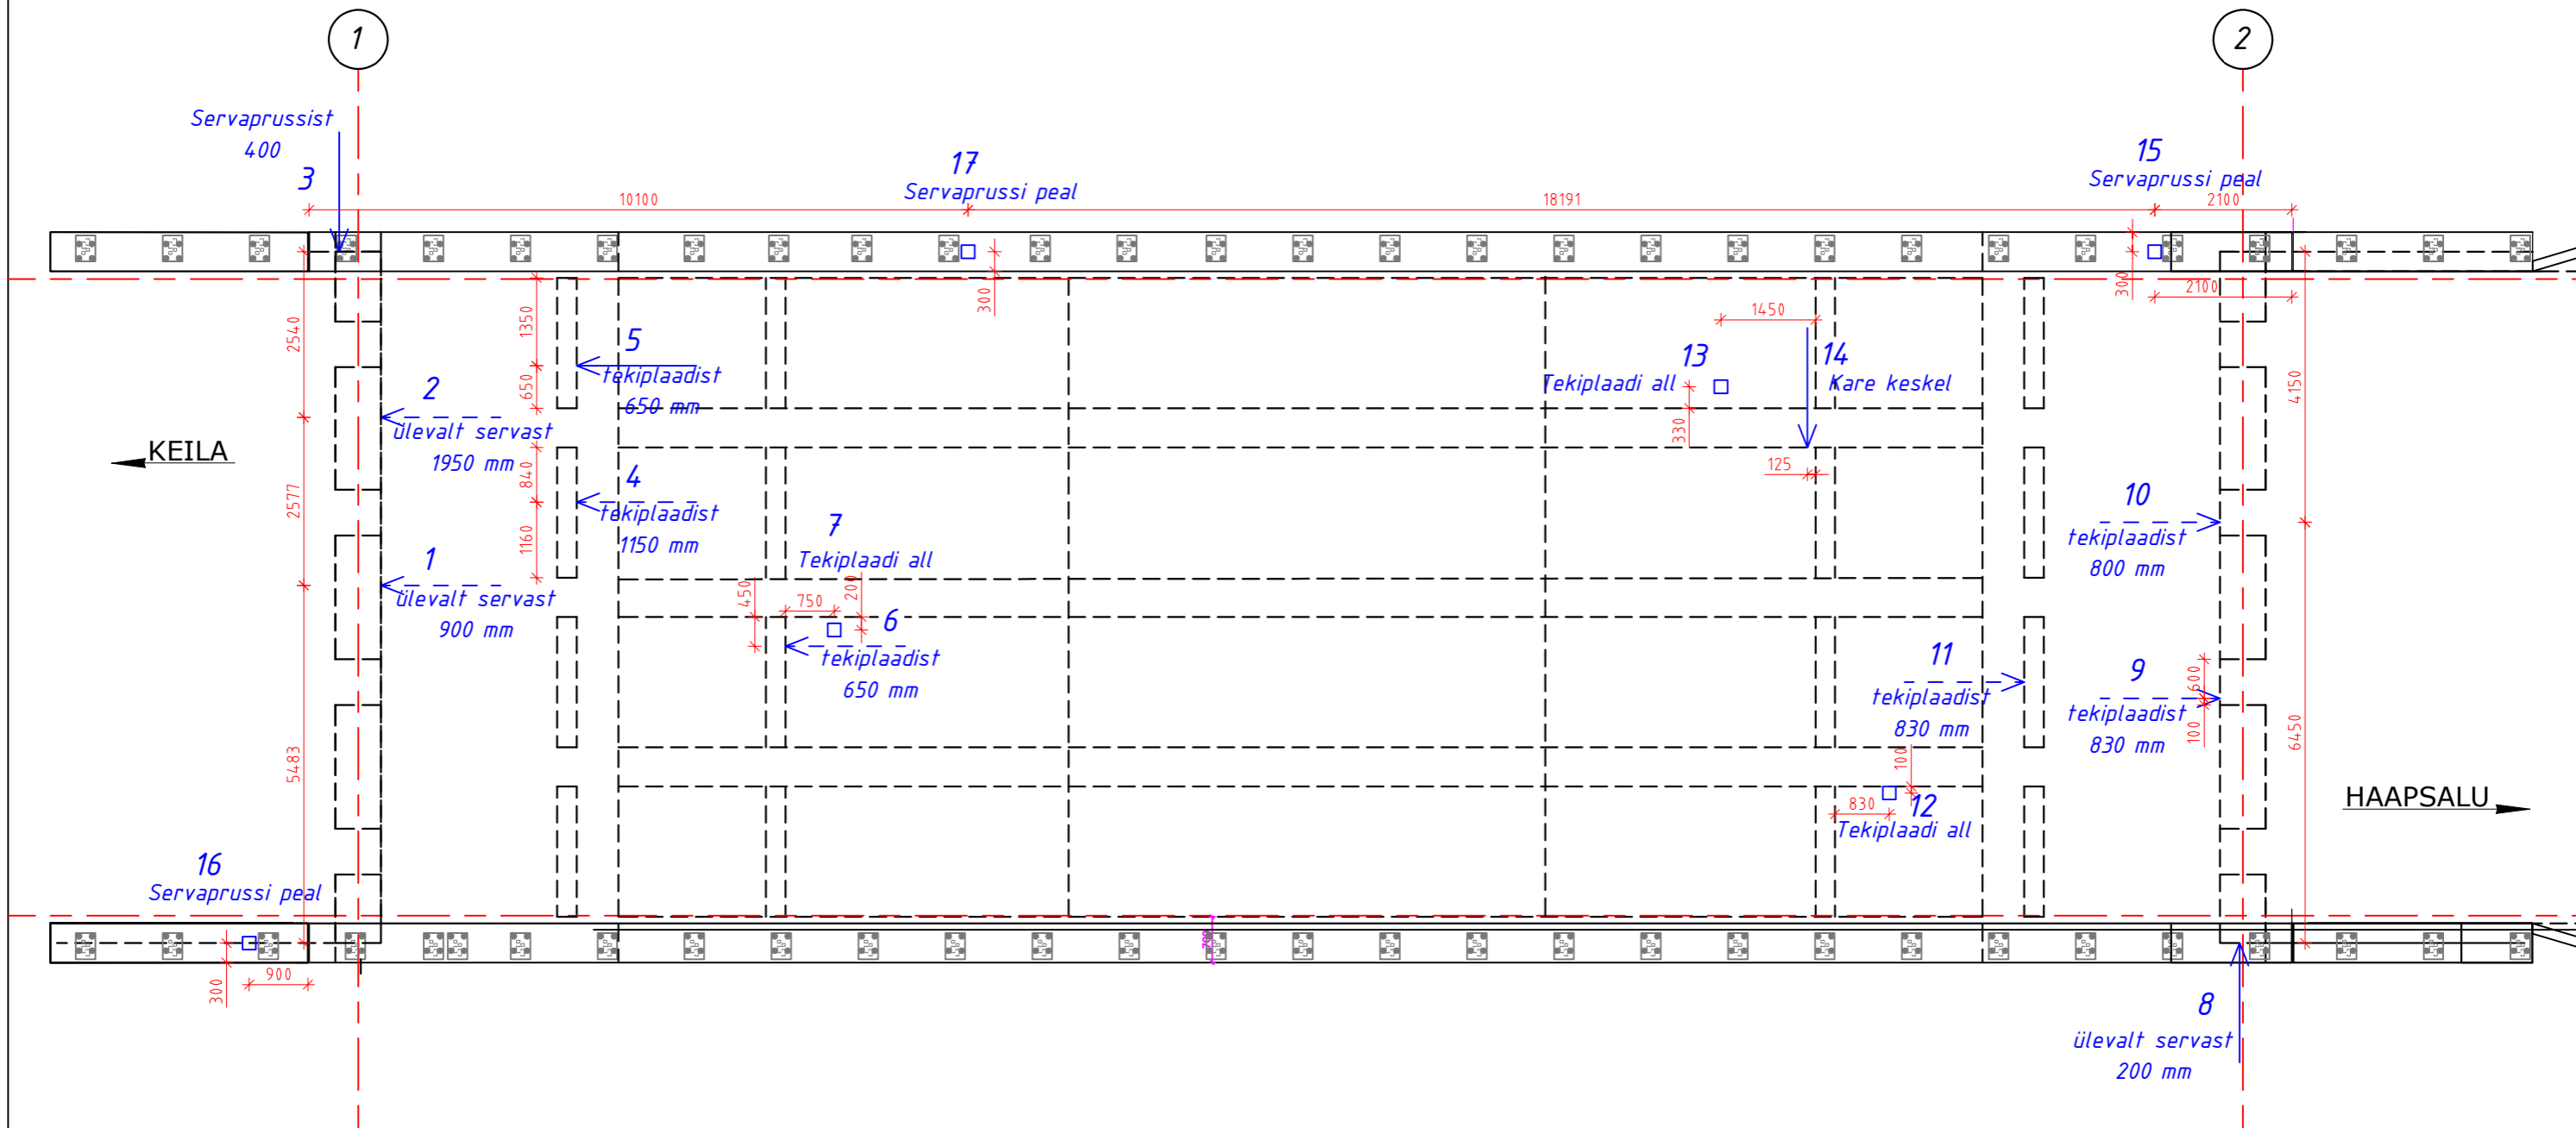 1
2
Servaprussist
400
3
17
Servaprussi peal
15
Servaprussi peal
10100
18191
2100
2100
300
300
2540
2577
5483
1350
650
840
1160
5
tekiplaadist
650 mm
2
ülevalt servast
1950 mm
KEILA
4
tekiplaadist
1150 mm
1
ülevalt servast
900 mm
7
Tekiplaadi all
450
750
200
6
tekiplaadist
650 mm
1450
13
Tekiplaadi all
330
14
Kare keskel
125
4150
10
tekiplaadist
800 mm
11
tekiplaadist
830 mm
9
tekiplaadist
830 mm
600
100
6450
100
830
12
Tekiplaadi all
HAAPSALU
16
Servaprussi peal
900
300
8
ülevalt servast
200 mm